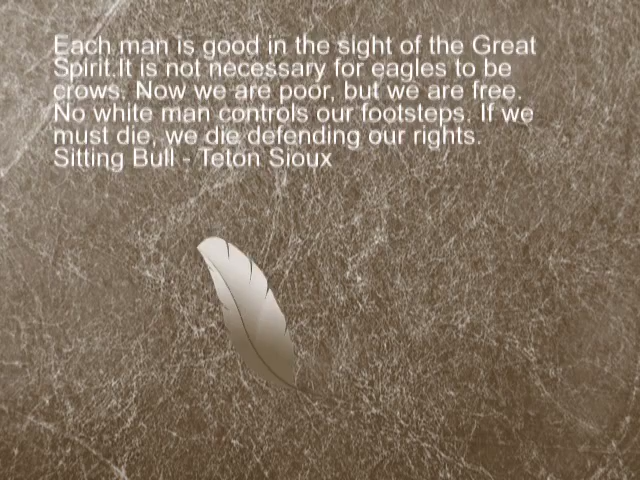 Each man is good in the sight of the Great
Spirit.It is not necessary for eagles to be
crows. Now we are poor, but we are free.
No white man controls our footsteps. If we
must die, we die defending our rights.
Sitting Bull - Teton Sioux